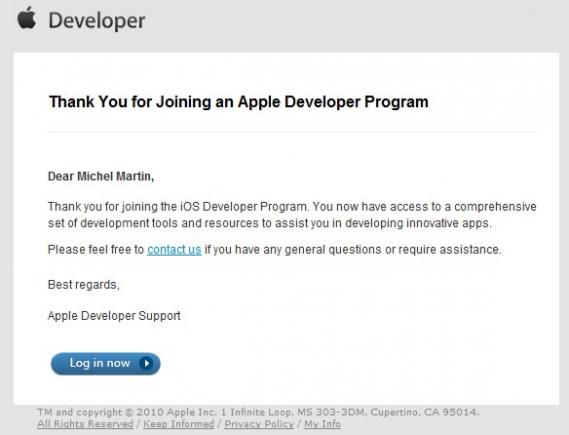 Developer
Thank You for Joining an Apple Developer Program
Dear Michel Martin,
Thank you for joining the iOS Developer Program. You now have access to a comprehensive
set of development tools and resources to assist you in developing innovative apps.
Please feel free to contact us if you have any general questions or require assistance.
Best regards,
Apple Developer Support
Log in now
TM and copyright © 2010 Apple Inc. 1 Infinite Loop, MS 303-3DM, Cupertino, CA 95014.
All Rights Reserved / Keep Informed / Privacy Policy / My Info